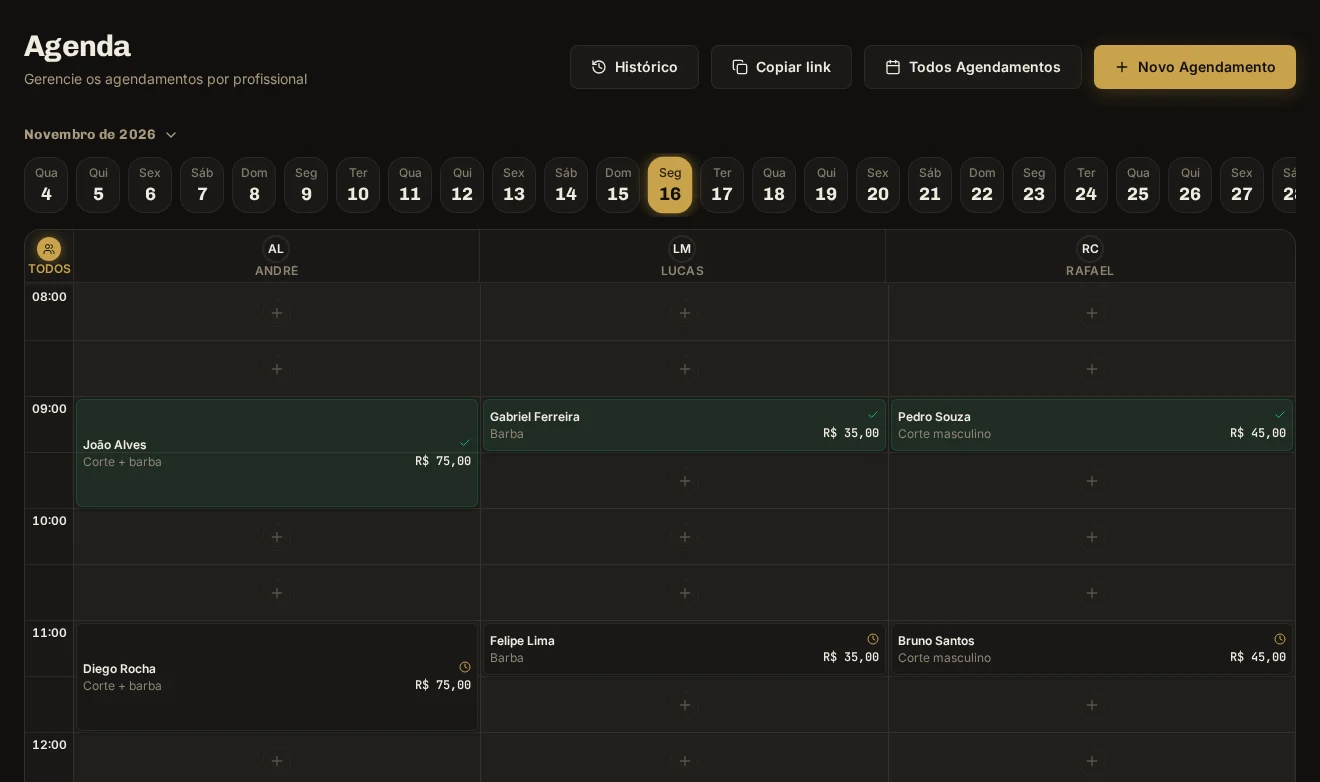 Agenda
Gerencie os agendamentos por profissional
Histórico
Copiar link
Todos Agendamentos
Novo Agendamento
Novembro de 2026
Qua Qui Sex Sáb Dom Seg Ter Qua Qui Sex Sáb Dom Seg Ter Qua Qui Sex Sáb Dom Seg Ter Qua Qui Sex
4 5 6 7 8 9 10 11 12 13 14 15 16 17 18 19 20 21 22 23 24 25 26 27
AL LM RC
TODOS ANDRÉ LUCAS RAFAEL
08:00
09:00
João Alves
Corte + barba R$ 75,00
Gabriel Ferreira
Barba R$ 35,00
Pedro Souza
Corte masculino R$ 45,00
10:00
11:00
Diego Rocha
Corte + barba R$ 75,00
Felipe Lima
Barba R$ 35,00
Bruno Santos
Corte masculino R$ 45,00
12:00